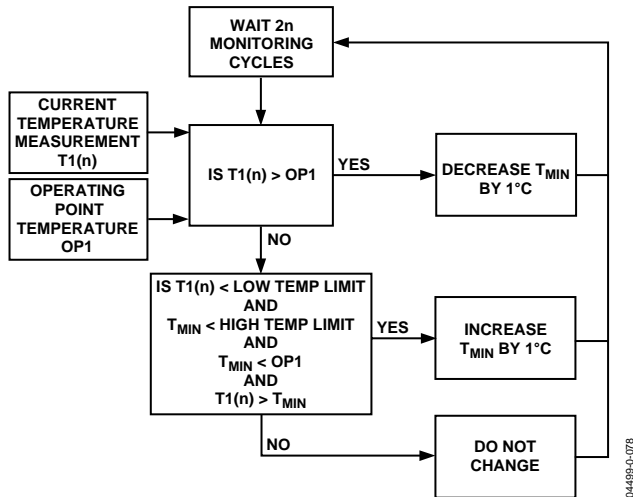 WAIT 2n
MONITORING
CYCLES
CURRENT
TEMPERATURE
MEASUREMENT
T1(n)
OPERATING
POINT
TEMPERATURE
OP1
IS T1(n) > OP1
YES
DECREASE TMIN
BY 1°C
NO
IS T1(n) < LOW TEMP LIMIT
AND
TMIN < HIGH TEMP LIMIT
AND
TMIN < OP1
AND
T1(n) > TMIN
YES
INCREASE
TMIN BY 1°C
NO
DO NOT
CHANGE
04499-0-078